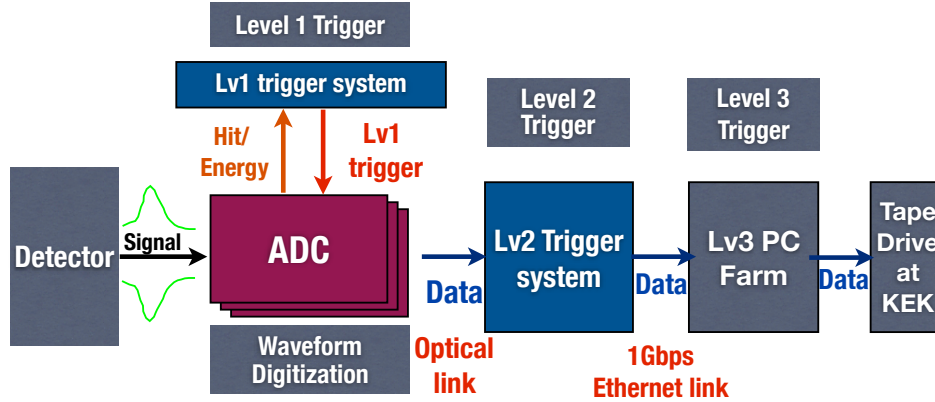 Level 1 Trigger
Lv1 trigger system
Hit/
Energy
Lv1
trigger
Level 2
Trigger
Level 3
Trigger
Detector
Signal
ADC
Waveform
Digitization
Data
Optical
link
Lv2 Trigger
system
Data
1Gbps
Ethernet link
Lv3 PC
Farm
Data
Tape
Drive
at
KEK